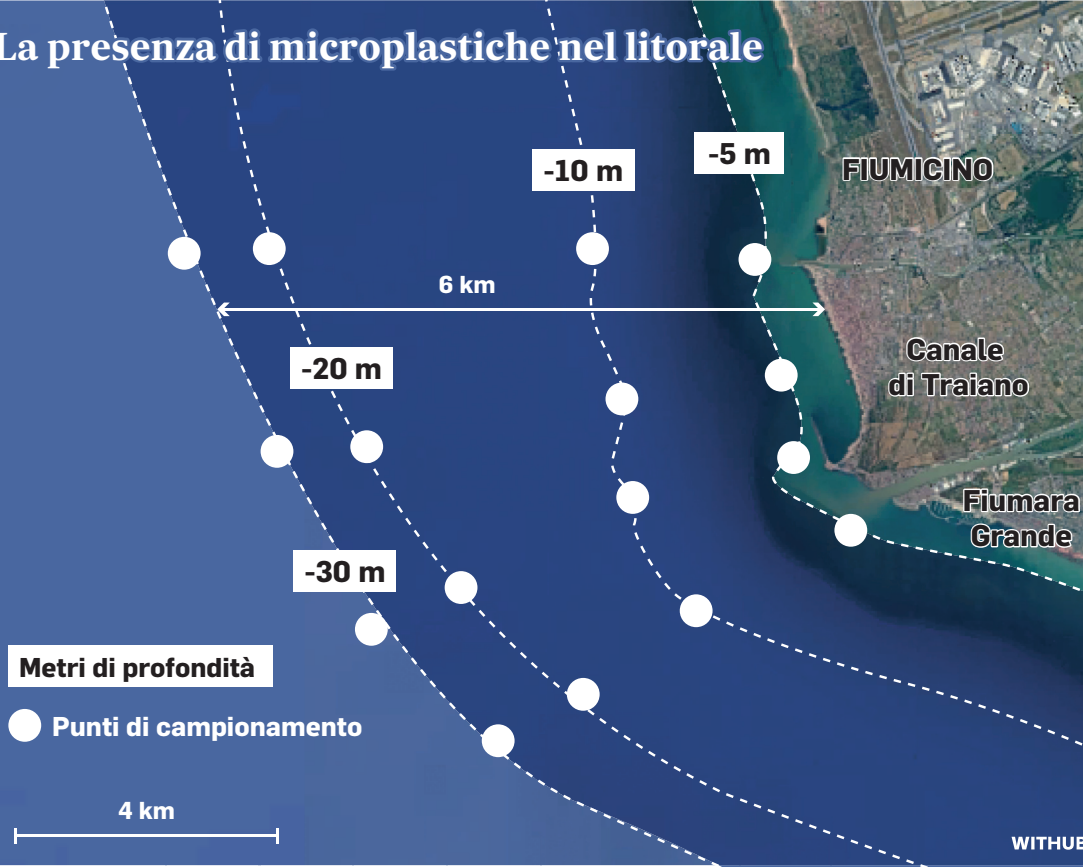 La presenza di microplastiche nel litorale
-5 m
-10 m
FIUMICINO
6 km
Canale
di Traiano
-20 m
Fiumara
Grande
-30 m
Metri di profondità
Punti di campionamento
4 km
WITHUB